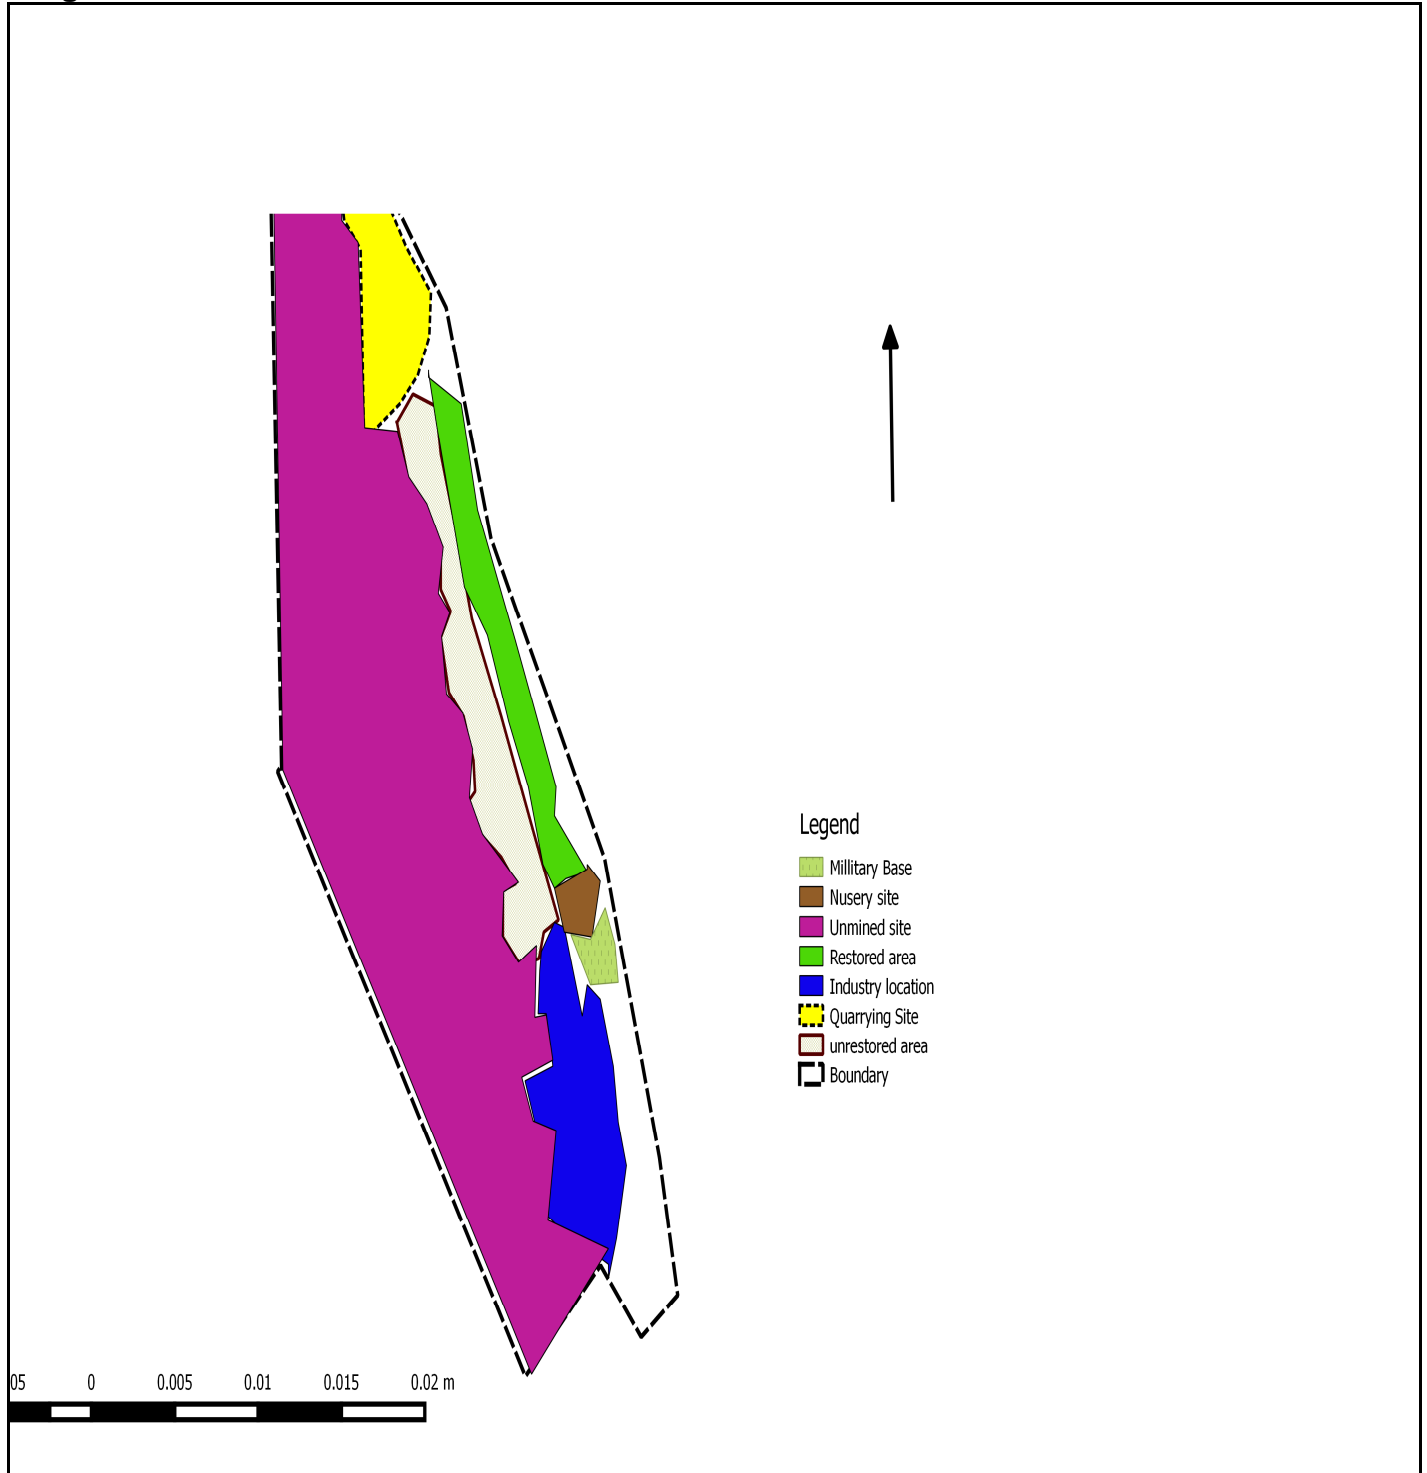 Legend
Millitary Base
Nusery site
Unmined site
Restored area
Industry location
Quarrying Site
unrestored area
Boundary
05 0 0.005 0.01 0.015 0.02 m